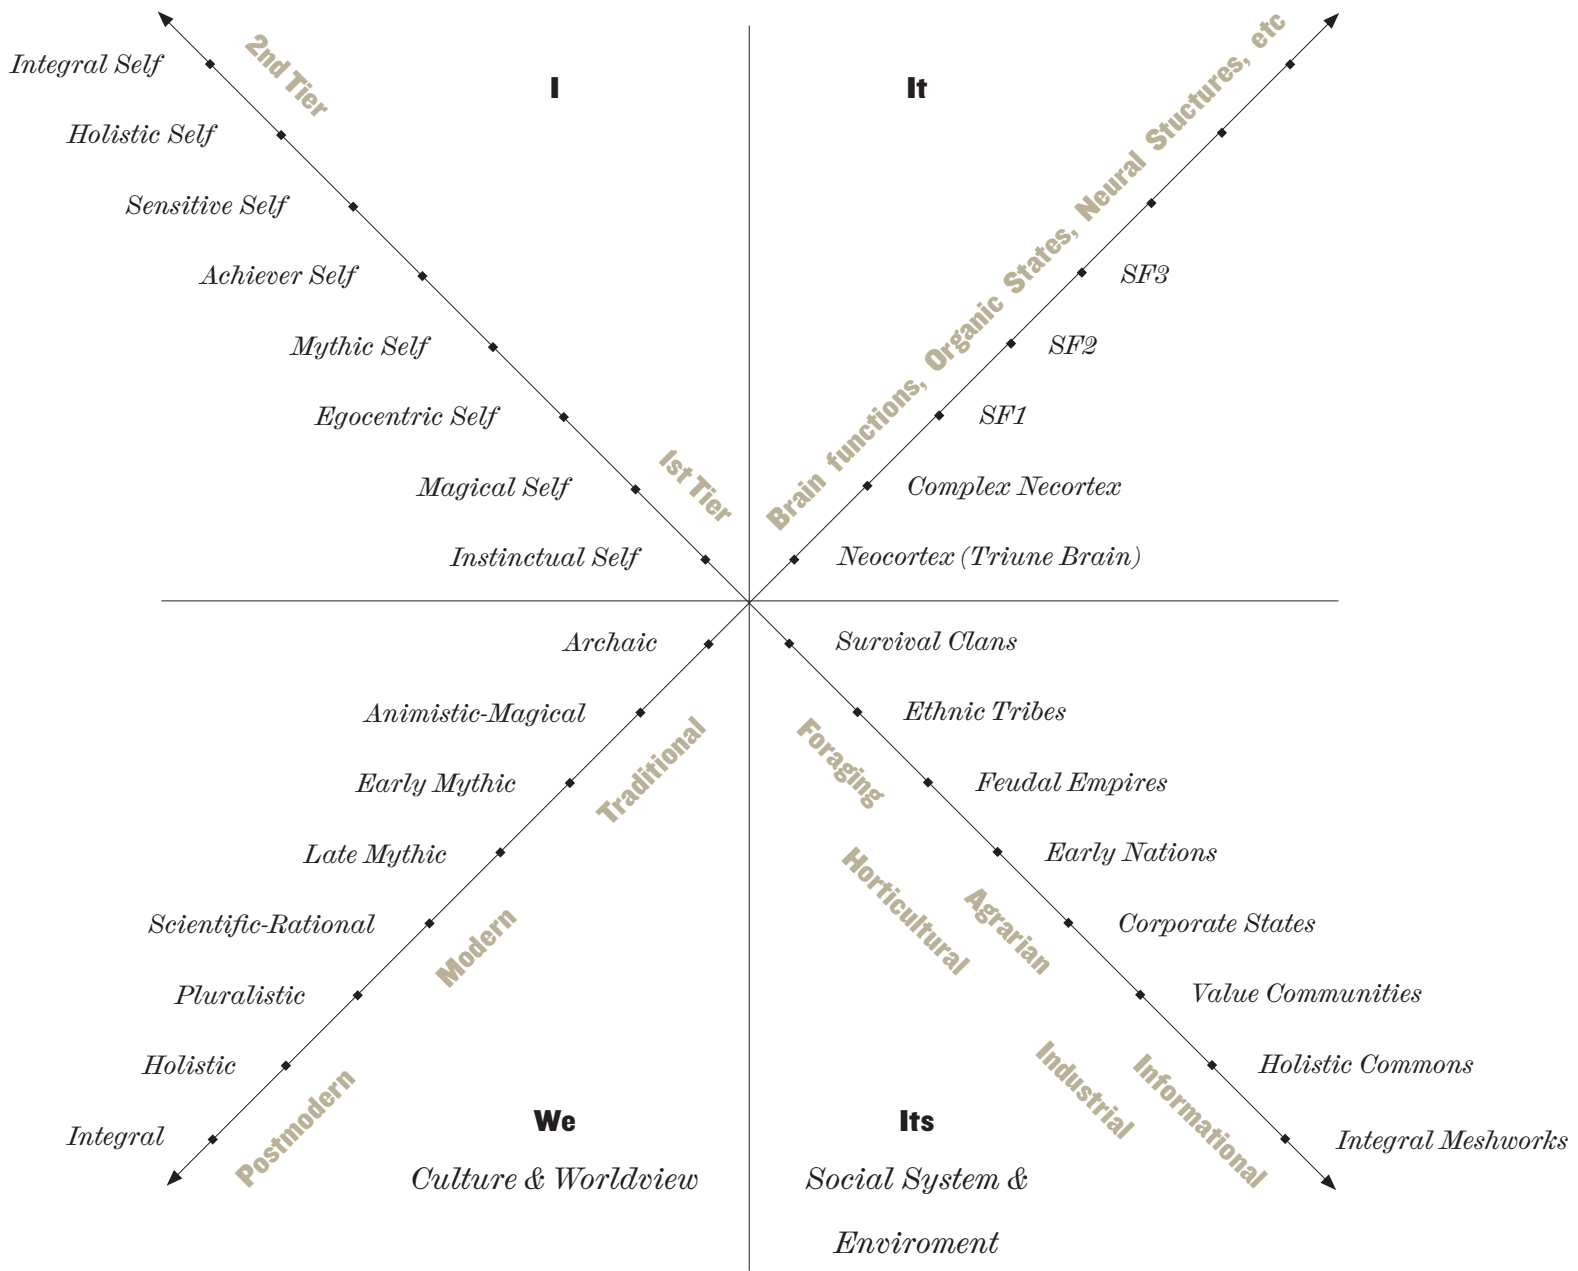 I
2nd Tier
Integral Self
Holistic Self
Sensitive Self
Achiever Self
Mythic Self
Egocentric Self
Magical Self
Instinctual Self
1st Tier
It
Brain functions, Organic States, Neural Stuctures, etc
SF3
SF2
SF1
Complex Necortex
Neocortex (Triune Brain)
Archaic
Animistic-Magical
Early Mythic
Late Mythic
Scientific-Rational
Pluralistic
Holistic
Integral
Traditional
Modern
Postmodern
We
Culture & Worldview
Survival Clans
Ethnic Tribes
Feudal Empires
Early Nations
Corporate States
Value Communities
Holistic Commons
Integral Meshworks
Foraging
Horticultural
Agrarian
Industrial
Informational
Its
Social System &
Enviroment